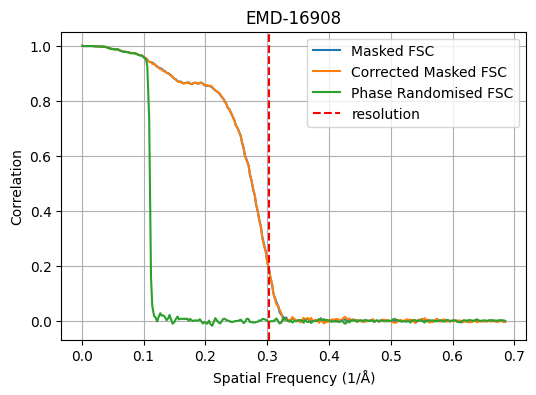 EMD-16908
Masked FSC
Corrected Masked FSC
Phase Randomised FSC
resolution
Correlation
1.0
0.8
0.6
0.4
0.2
0.0
0.0 0.1 0.2 0.3 0.4 0.5 0.6 0.7
Spatial Frequency (1/Å)